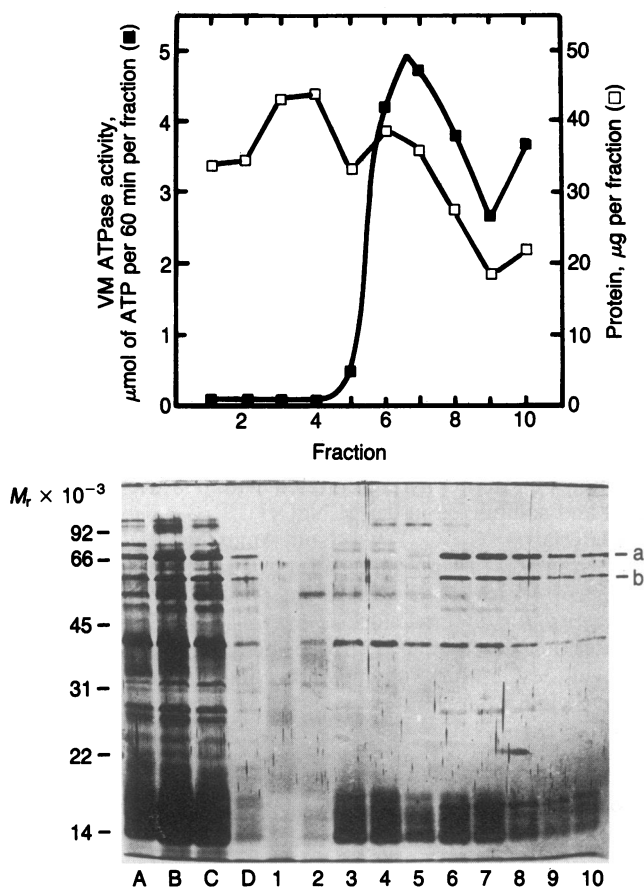 VM ATPase activity,
μmol of ATP per 60 min per fraction (■)
5
4
3
2
1
0
50
40
30
20
10
0
Protein, μg per fraction (□)
2 4 6 8 10
Fraction
Mr × 10⁻³
92
66
45
31
22
14
a
b
A B C D 1 2 3 4 5 6 7 8 9 10